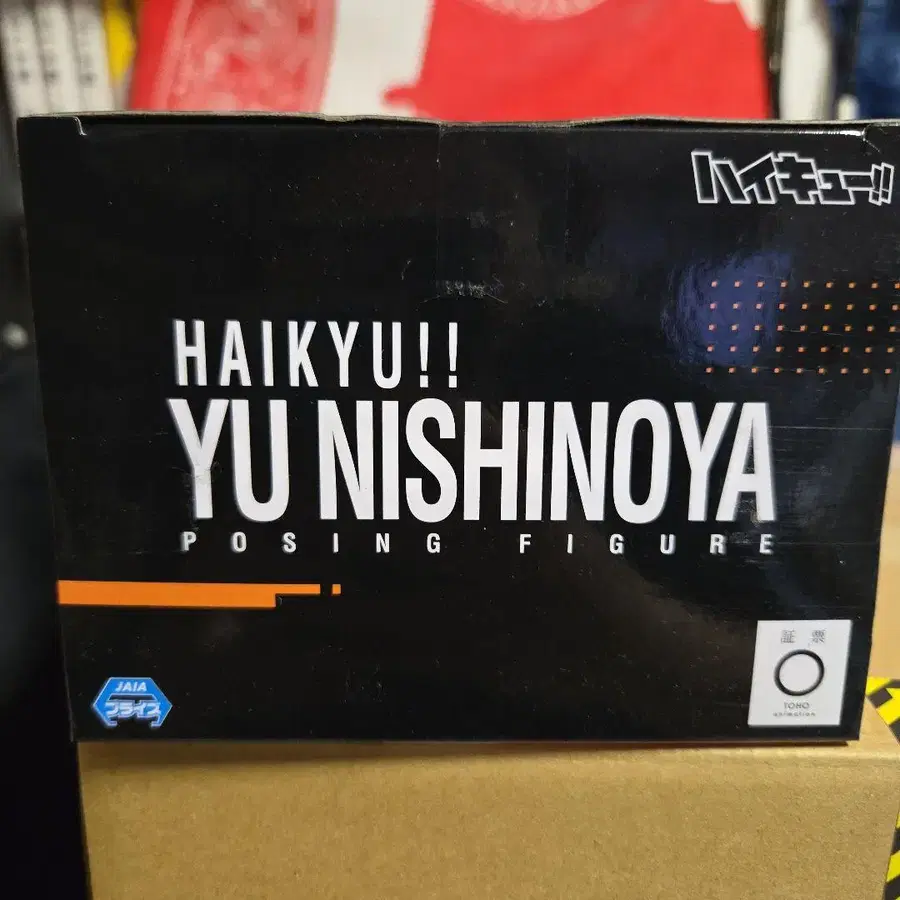 ハイキュー!!
HAIKYU!!
YU NISHINOYA
POSING FIGURE
JAIA
プライズ
証 票
TOHO
animation